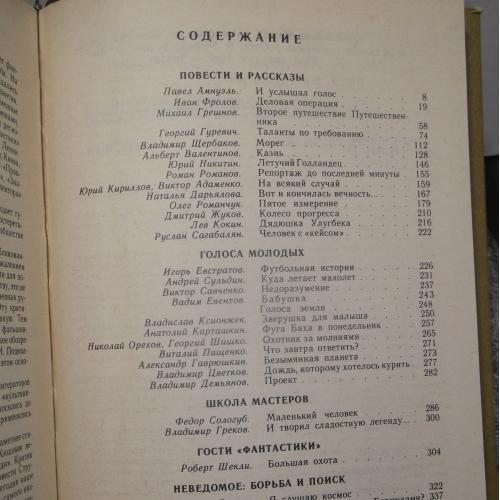 СОДЕРЖАНИЕ
ПОВЕСТИ И РАССКАЗЫ
Павел Амнуэль. И услышал голос 8
Иван Фролов. Деловая операция 19
Михаил Грешнов. Второе путешествие Путешественника 58
Георгий Гуревич. Таланты по требованию 74
Владимир Щербаков. Морег 112
Альберт Валентинов. Казнь 128
Юрий Никитин. Летучий Голландец 146
Роман Романов. Репортаж до последней минуты 155
Юрий Кириллов, Виктор Адаменко. На всякий случай 159
Наталья Дарьялова. Вот и кончилась вечность... 167
Олег Романчук. Пятое измерение 179
Дмитрий Жуков. Колесо прогресса 210
Лев Кокин. Дядюшка Улугбека 216
Руслан Сагабалян. Человек с «кейсом» 222
ГОЛОСА МОЛОДЫХ
Игорь Евстратов. Футбольная история 226
Андрей Сульдин. Куда летает махолет 231
Виктор Савченко. Недоразумение 237
Вадим Евентов. Бабушка 243
Голоса земли 248
Владислав Ксионжек. Зверушка для малыша 250
Анатолий Карташкин. Фуга Баха в понедельник 257
Николай Орехов, Георгий Шишко. Охотник за молниями 265
Виталий Пищенко. Что завтра ответить? 271
Александр Гаврюшкин. Безымянная планета 273
Владимир Цветков. Дождь, которому хотелось курить 277
Владимир Демьянов. Проект 282
ШКОЛА МАСТЕРОВ
Федор Сологуб. Маленький человек 286
Владимир Греков. И творил сладостную легенду... 300
ГОСТИ «ФАНТАСТИКИ»
Роберт Шекли. Большая охота 304
НЕВЕДОМОЕ: БОРЬБА И ПОИСК
Я слушаю космос 322
337